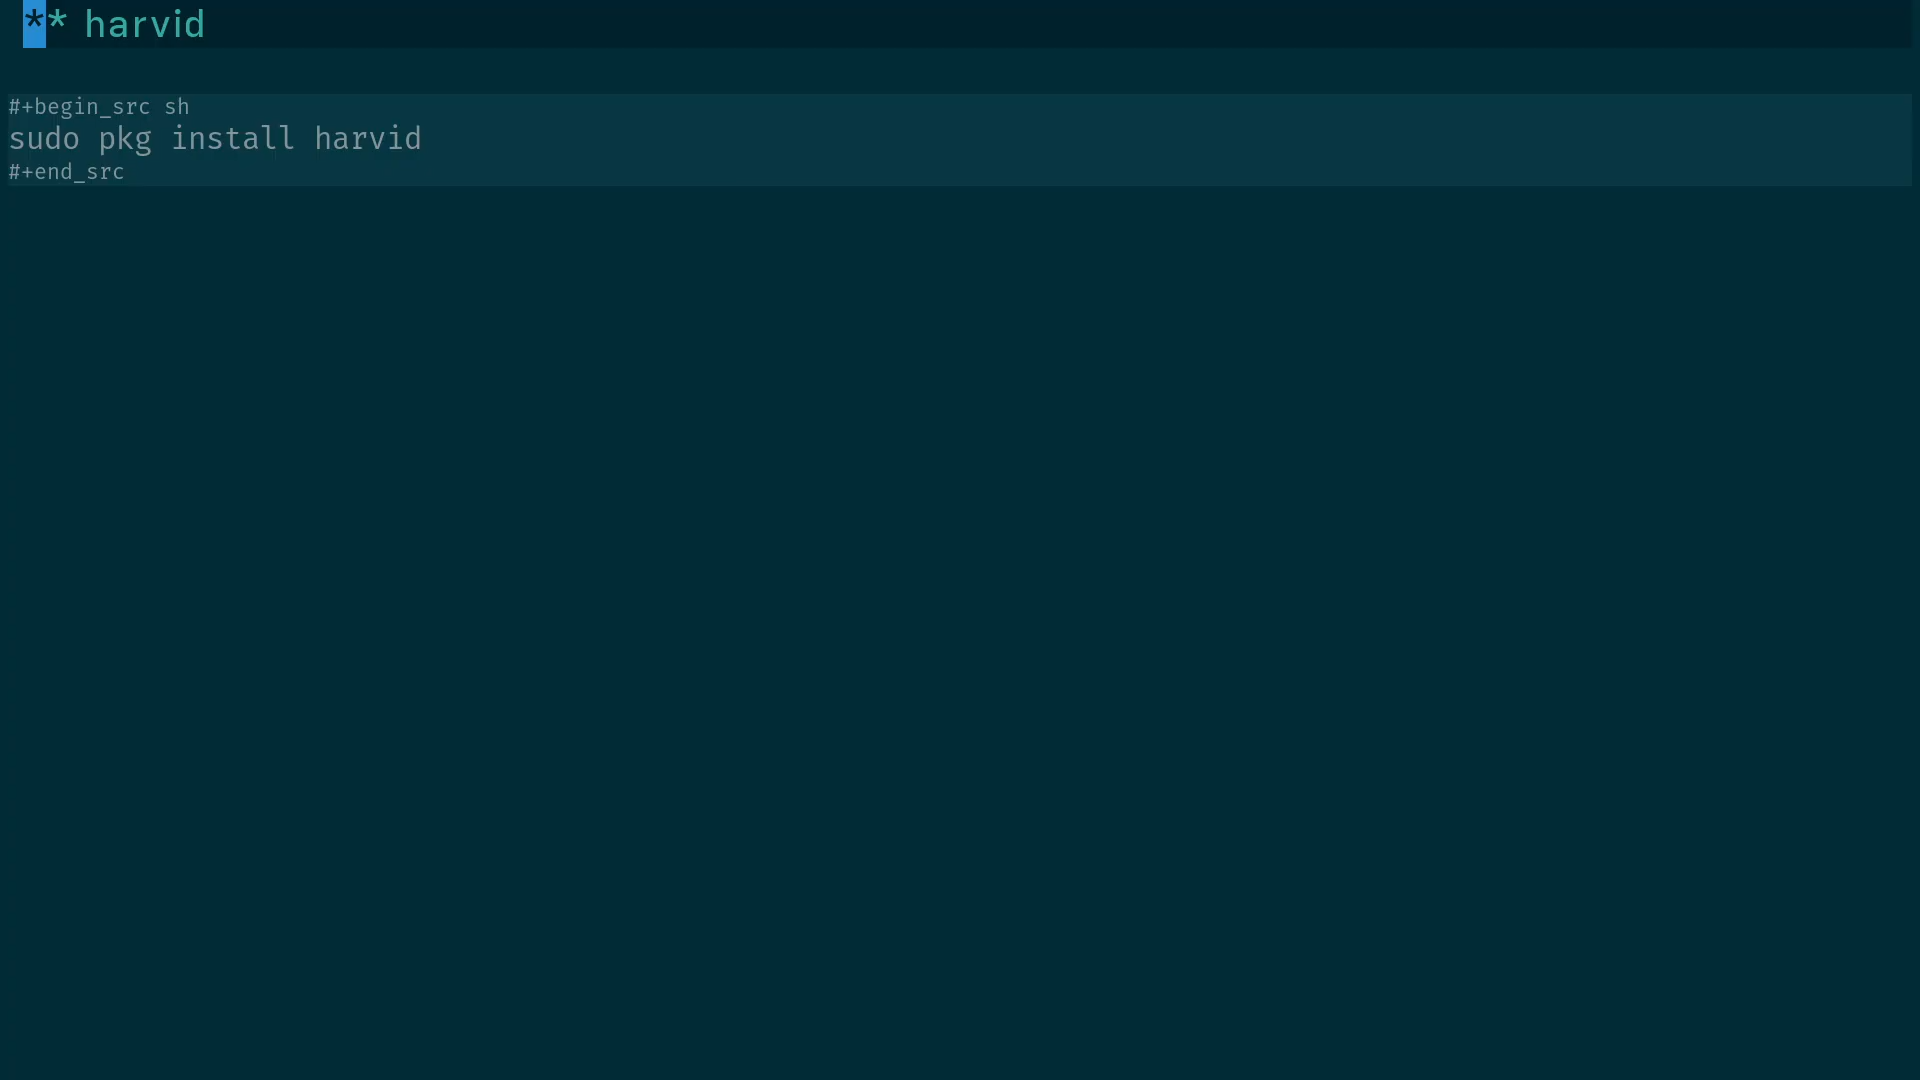 ** harvid
#+begin_src sh
sudo pkg install harvid
#+end_src